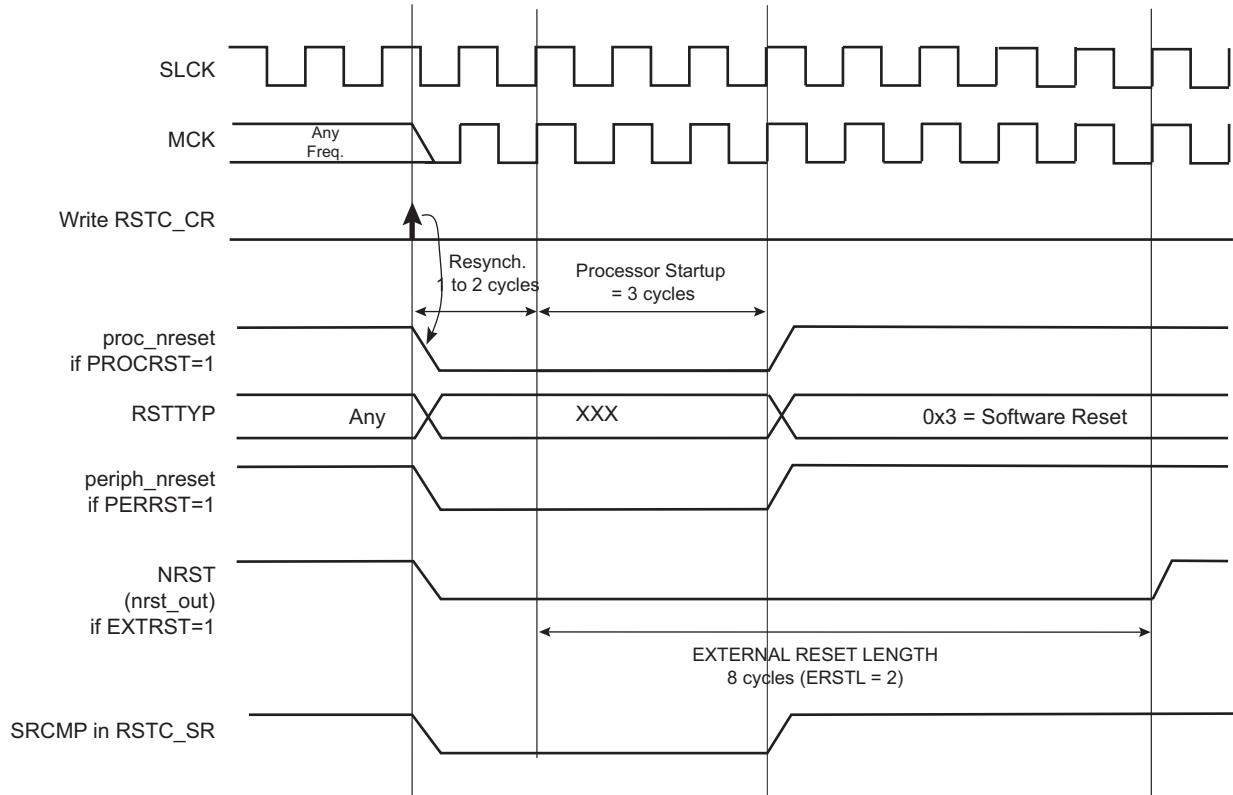 SLCK
MCK
Any
Freq.
Write RSTC_CR
Resynch.
1 to 2 cycles
Processor Startup
= 3 cycles
proc_nreset
if PROCRST=1
RSTTYP
Any
XXX
0x3 = Software Reset
periph_nreset
if PERRST=1
NRST
(nrst_out)
if EXTRST=1
EXTERNAL RESET LENGTH
8 cycles (ERSTL = 2)
SRCMP in RSTC_SR